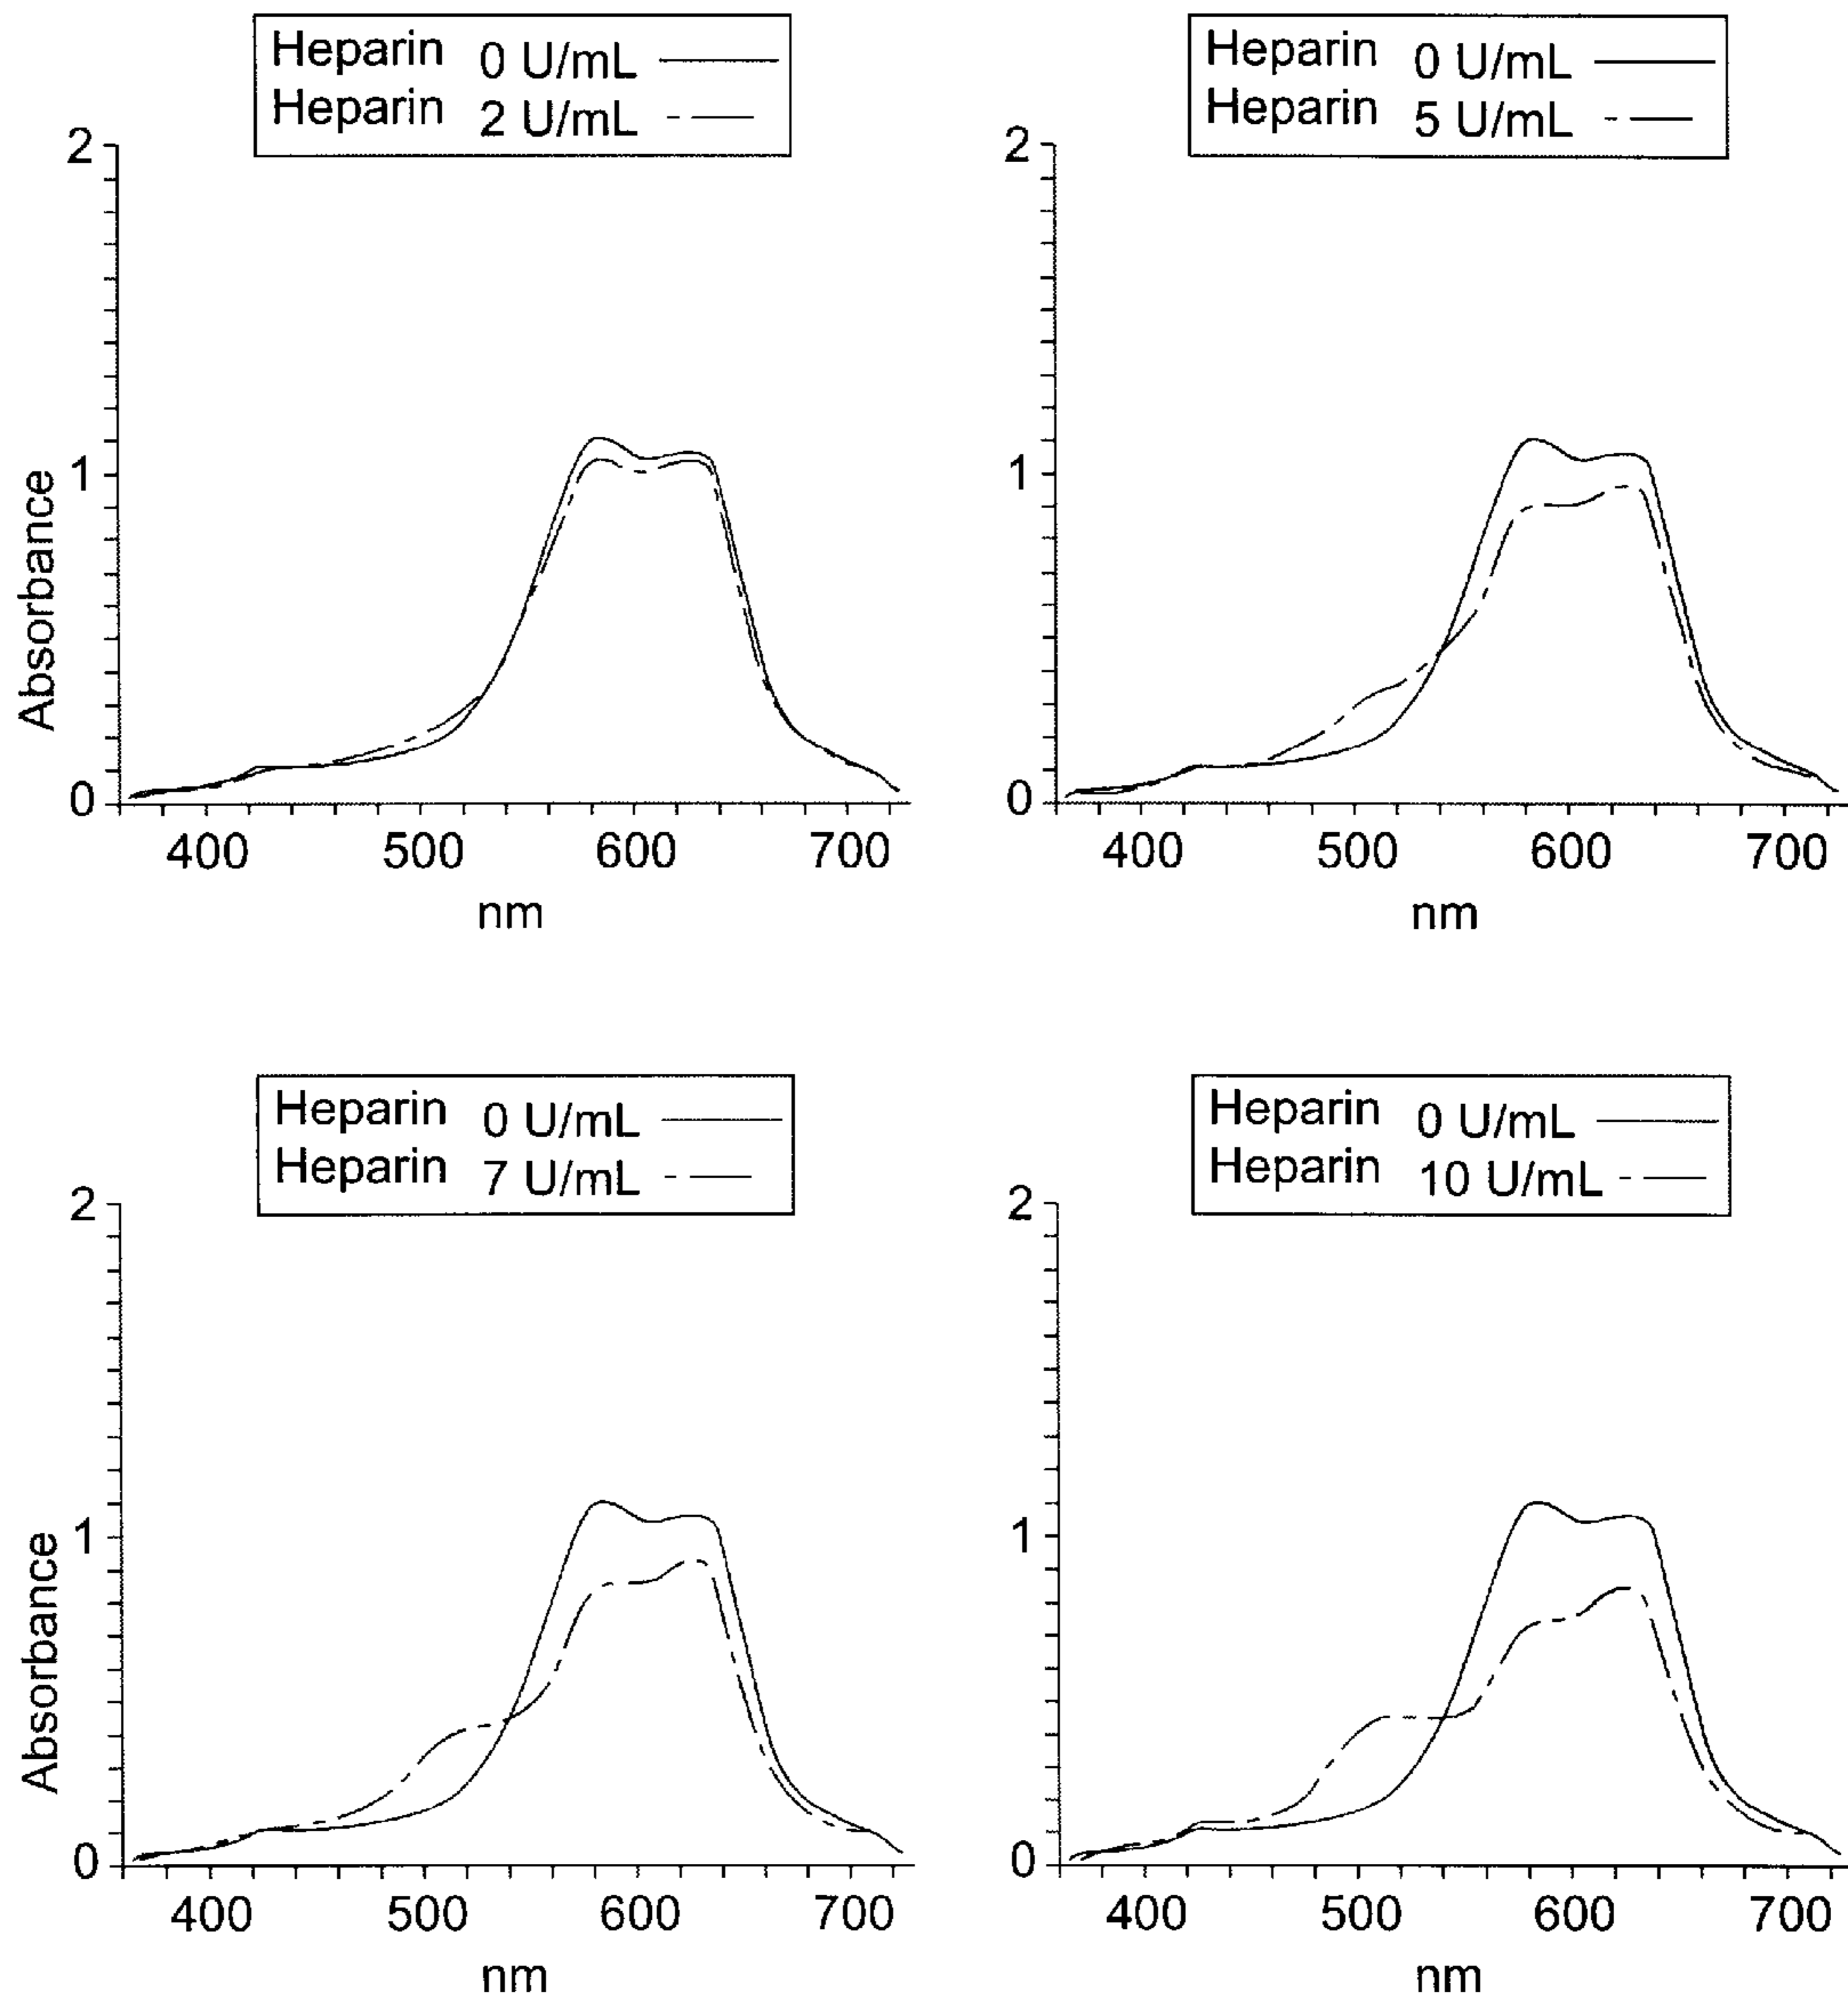 Heparin 0 U/mL
Heparin 2 U/mL
2
1
0
Absorbance
400 500 600 700
nm
Heparin 0 U/mL
Heparin 5 U/mL
2
1
0
400 500 600 700
nm
Heparin 0 U/mL
Heparin 7 U/mL
2
1
0
Absorbance
400 500 600 700
nm
Heparin 0 U/mL
Heparin 10 U/mL
2
1
0
400 500 600 700
nm